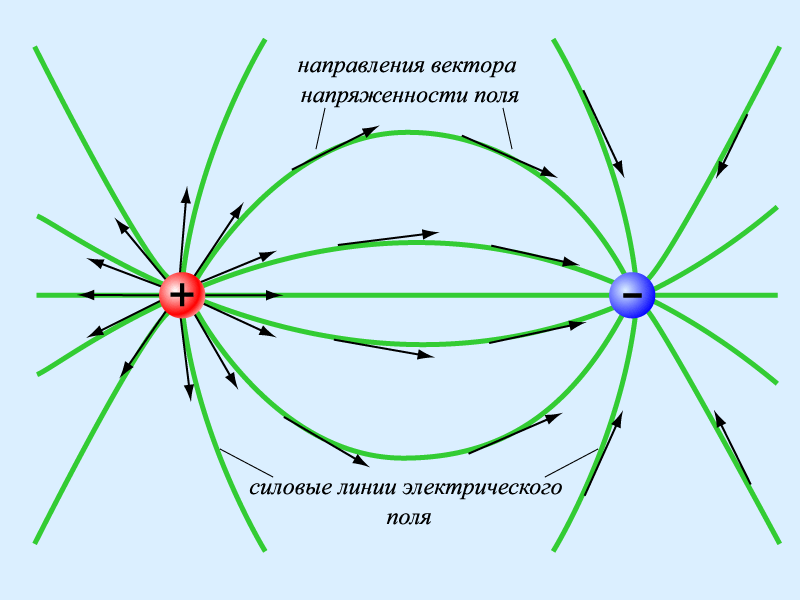 направления вектора
напряженности поля
+
-
силовые линии электрического
поля